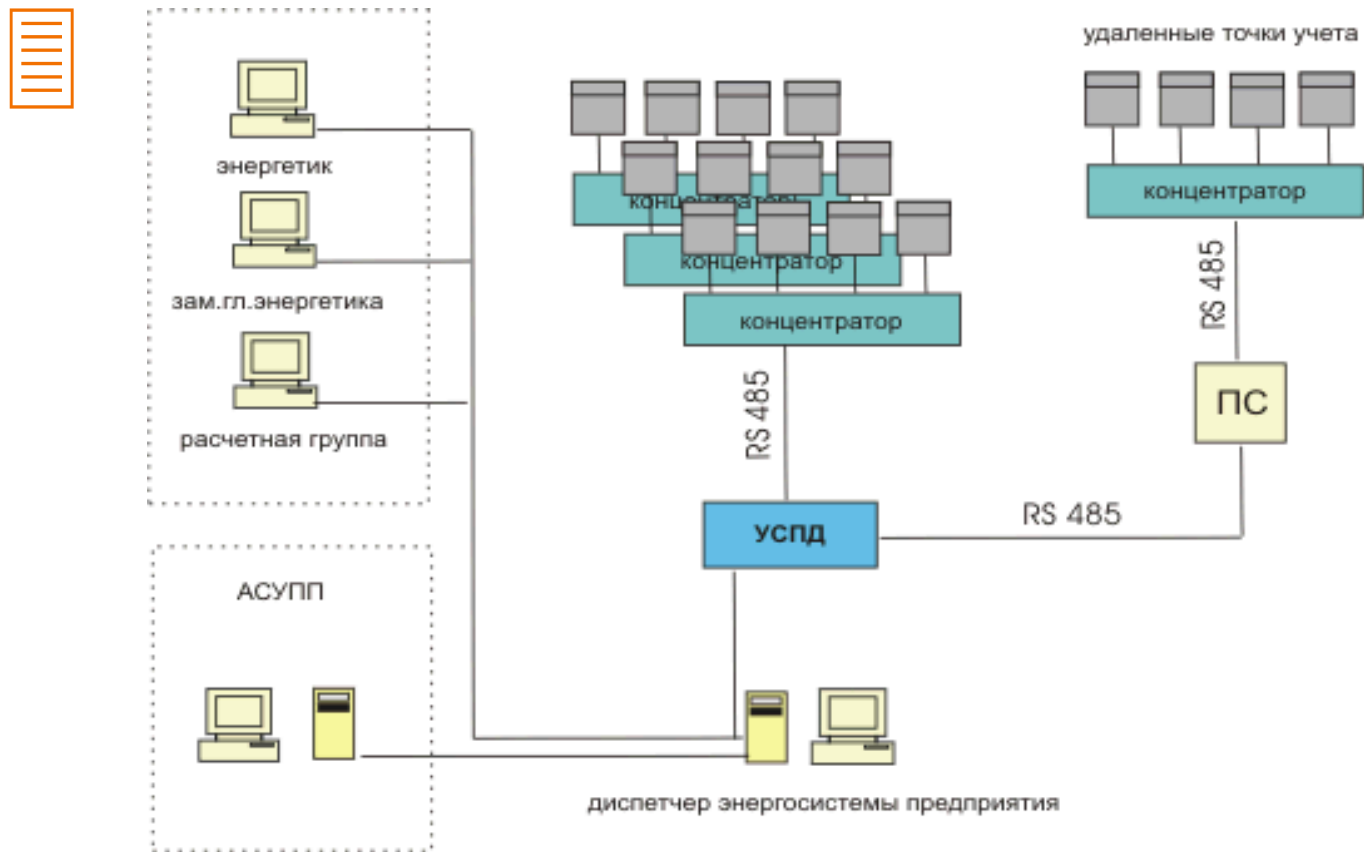 удаленные точки учета
энергетик
концентратор
концентратор
зам.гл.энергетика
концентратор
концентратор
RS 485
RS 485
ПС
расчетная группа
RS 485
УСПД
АСУПП
диспетчер энергосистемы предприятия